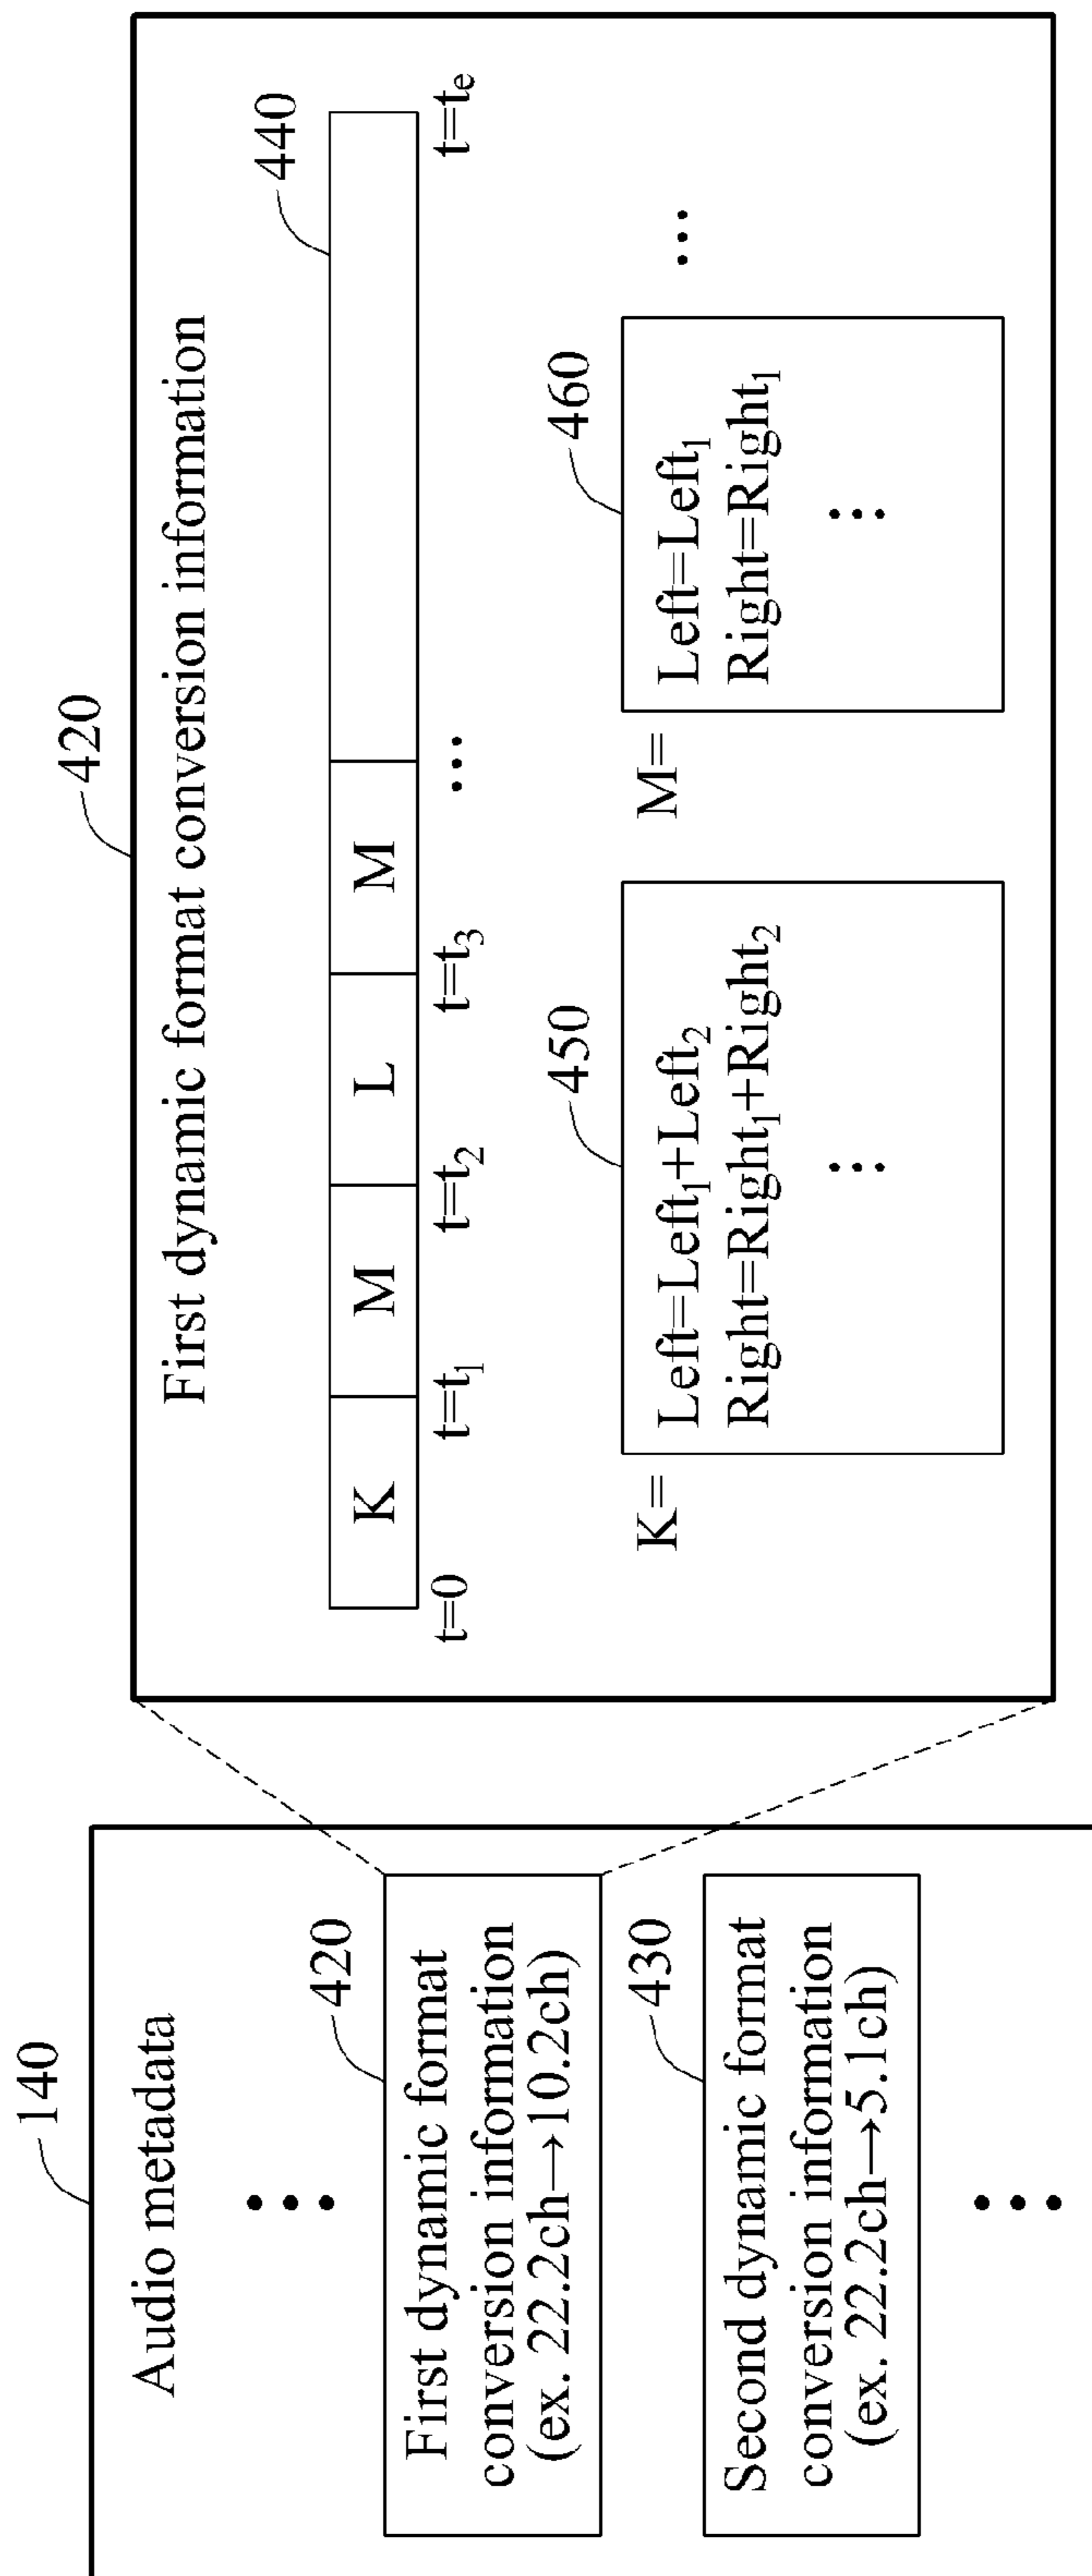 140
Audio metadata
⋮
420
First dynamic format
conversion information
(ex. 22.2ch→10.2ch)
430
Second dynamic format
conversion information
(ex. 22.2ch→5.1ch)
⋮
420
First dynamic format conversion information
440
K M L M
t=0 t=t₁ t=t₂ t=t₃ ... t=tₑ
450
K=
Left=Left₁+Left₂
Right=Right₁+Right₂
⋮
460
M=
Left=Left₁
Right=Right₁
⋮
...